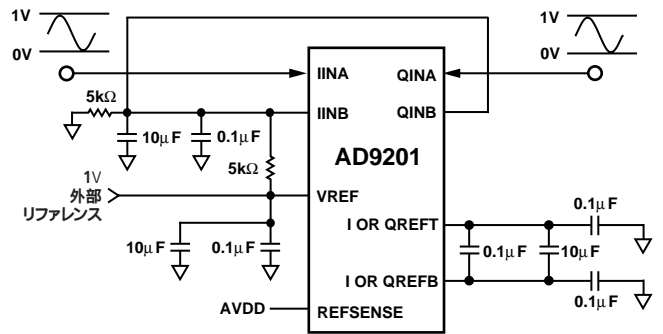 1V
0V
1V
0V
IINA
QINA
5kΩ
IINB
QINB
10μF
0.1μF
AD9201
5kΩ
1V
外部
リファレンス
VREF
10μF
0.1μF
I OR QREFT
0.1μF
0.1μF
10μF
I OR QREFB
0.1μF
AVDD
REFSENSE